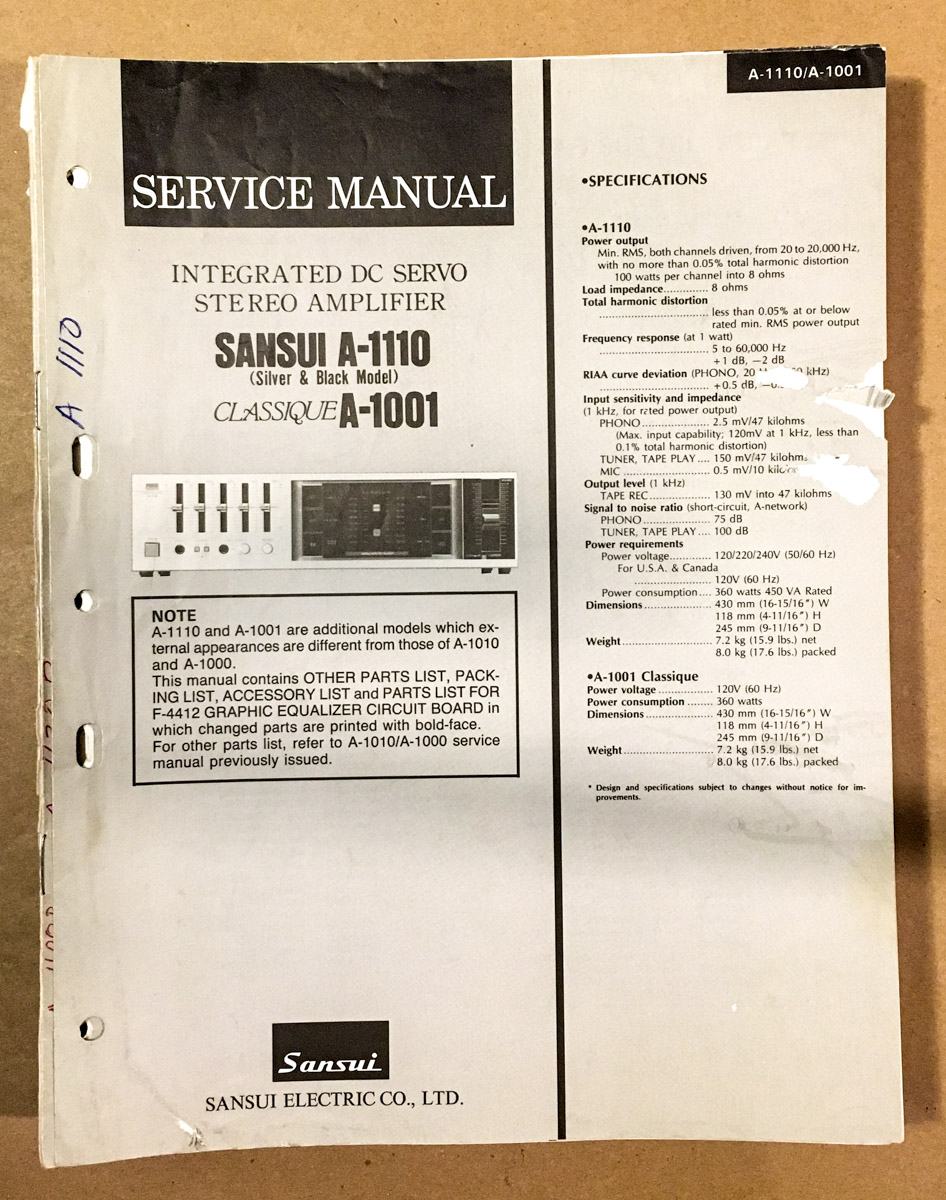 A-1110/A-1001
SERVICE MANUAL
INTEGRATED DC SERVO
STEREO AMPLIFIER
SANSUI A-1110
(Silver & Black Model)
CLASSIQUE A-1001
A 1110
NOTE
A-1110 and A-1001 are additional models which ex-
ternal appearances are different from those of A-1010
and A-1000.
This manual contains OTHER PARTS LIST, PACK-
ING LIST, ACCESSORY LIST and PARTS LIST FOR
F-4412 GRAPHIC EQUALIZER CIRCUIT BOARD in
which changed parts are printed with bold-face.
For other parts list, refer to A-1010/A-1000 service
manual previously issued.
Sansui
SANSUI ELECTRIC CO., LTD.
•SPECIFICATIONS
•A-1110
Power output
Min. RMS, both channels driven, from 20 to 20,000 Hz,
with no more than 0.05% total harmonic distortion
100 watts per channel into 8 ohms
Load impedance.............. 8 ohms
Total harmonic distortion
................................... less than 0.05% at or below
rated min. RMS power output
Frequency response (at 1 watt)
................................... 5 to 60,000 Hz
+1 dB, −2 dB
RIAA curve deviation (PHONO, 20 kHz)
................................... +0.5 dB,
Input sensitivity and impedance
(1 kHz, for rated power output)
PHONO........................ 2.5 mV/47 kilohms
(Max. input capability; 120mV at 1 kHz, less than
0.1% total harmonic distortion)
TUNER, TAPE PLAY.... 150 mV/47 kilohms
MIC ............................. 0.5 mV/10
Output level (1 kHz)
TAPE REC.................... 130 mV into 47 kilohms
Signal to noise ratio (short-circuit, A-network)
PHONO........................ 75 dB
TUNER, TAPE PLAY.... 100 dB
Power requirements
Power voltage............. 120/220/240V (50/60 Hz)
For U.S.A. & Canada
......................... 120V (60 Hz)
Power consumption.... 360 watts 450 VA Rated
Dimensions...................... 430 mm (16-15/16″) W
118 mm (4-11/16″) H
245 mm (9-11/16″) D
Weight............................. 7.2 kg (15.9 lbs.) net
8.0 kg (17.6 lbs.) packed
•A-1001 Classique
Power voltage.................. 120V (60 Hz)
Power consumption ........ 360 watts
Dimensions...................... 430 mm (16-15/16″) W
118 mm (4-11/16″) H
245 mm (9-11/16″) D
Weight............................. 7.2 kg (15.9 lbs.) net
8.0 kg (17.6 lbs.) packed
* Design and specifications subject to changes without notice for im-
provements.